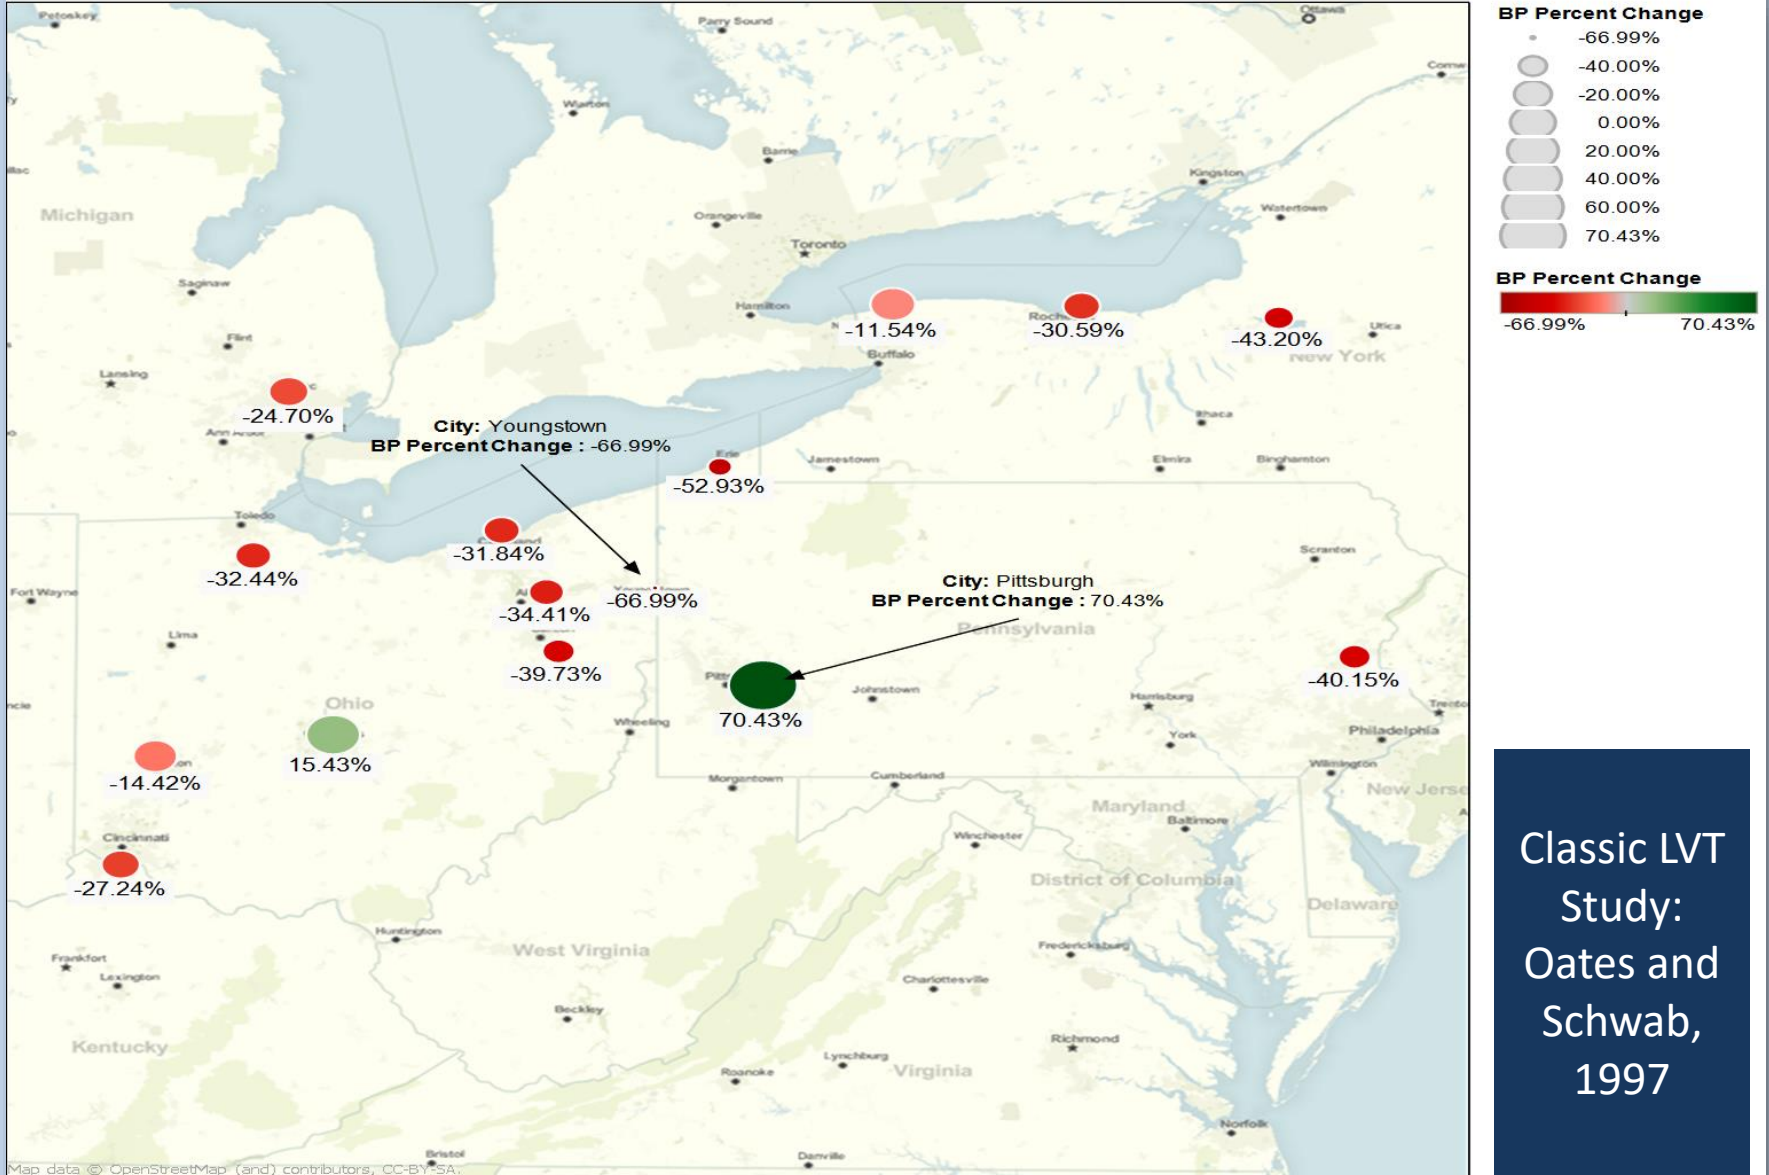 Petoskey
Parry Sound
Ottawa
Wiarton
Barrie
Kingston
Michigan
Orangeville
Watertown
Toronto
Saginaw
Hamilton
-11.54%
-30.59%
-43.20%
Utica
Flint
Buffalo
New York
Lansing
-24.70%
Ithaca
City: Youngstown
BP Percent Change : -66.99%
Erie
Jamestown
Elmira
Binghamton
-52.93%
Toledo
-31.84%
Scranton
-32.44%
Fort Wayne
City: Pittsburgh
BP Percent Change : 70.43%
-34.41%
-66.99%
Pennsylvania
Lima
-39.73%
-40.15%
Johnstown
Harrisburg
Ohio
70.43%
Wheeling
Philadelphia
York
15.43%
-14.42%
Morgantown
Cumberland
Wilmington
Maryland
Baltimore
Cincinnati
Winchester
-27.24%
District of Columbia
Delaware
Huntington
West Virginia
Fredericksburg
Frankfort
Lexington
Charlottesville
Beckley
Kentucky
Richmond
Lynchburg
Roanoke
Virginia
Norfolk
Bristol
Danville
Map data © OpenStreetMap (and) contributors, CC-BY-SA.
BP Percent Change
-66.99%
-40.00%
-20.00%
0.00%
20.00%
40.00%
60.00%
70.43%
BP Percent Change
-66.99% 70.43%
Classic LVT
Study:
Oates and
Schwab,
1997